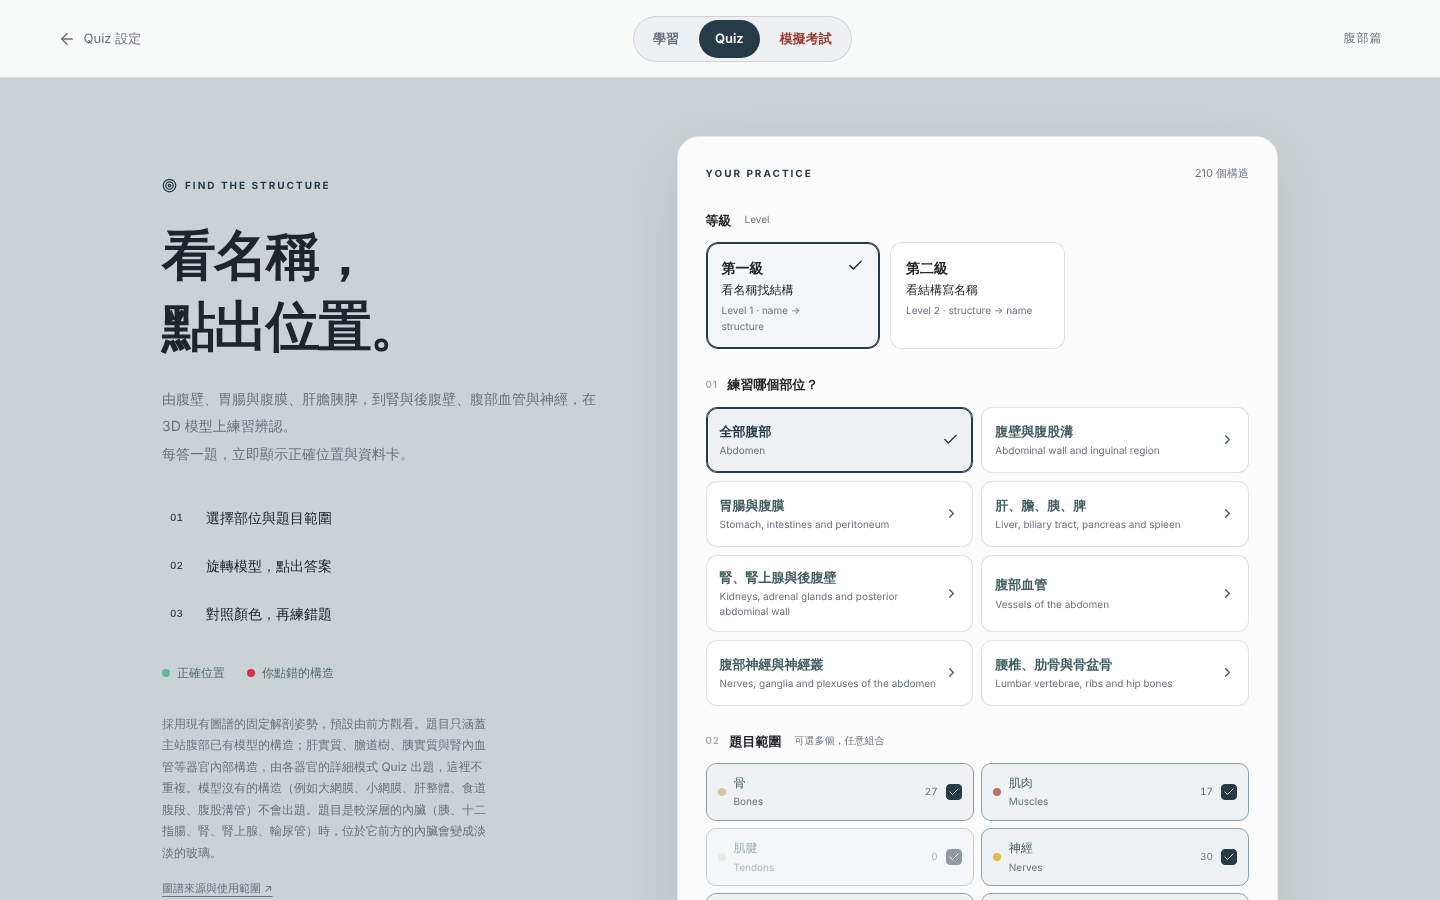 Quiz 設定
學習
Quiz
模擬考試
腹部篇
FIND THE STRUCTURE
看名稱，
點出位置。
由腹壁、胃腸與腹膜、肝膽胰脾，到腎與後腹壁、腹部血管與神經，在
3D 模型上練習辨認。
每答一題，立即顯示正確位置與資料卡。
01 選擇部位與題目範圍
02 旋轉模型，點出答案
03 對照顏色，再練錯題
正確位置
你點錯的構造
採用現有圖譜的固定解剖姿勢，預設由前方觀看。題目只涵蓋
主站腹部已有模型的構造；肝實質、膽道樹、胰實質與腎內血
管等器官內部構造，由各器官的詳細模式 Quiz 出題，這裡不
重複。模型沒有的構造（例如大網膜、小網膜、肝整體、食道
腹段、腹股溝管）不會出題。題目是較深層的內臟（胰、十二
指腸、腎、腎上腺、輸尿管）時，位於它前方的內臟會變成淡
淡的玻璃。
圖譜來源與使用範圍 ↗
YOUR PRACTICE
210 個構造
等級 Level
第一級
看名稱找結構
Level 1 · name →
structure
第二級
看結構寫名稱
Level 2 · structure → name
01 練習哪個部位？
全部腹部
Abdomen
腹壁與腹股溝
Abdominal wall and inguinal region
胃腸與腹膜
Stomach, intestines and peritoneum
肝、膽、胰、脾
Liver, biliary tract, pancreas and spleen
腎、腎上腺與後腹壁
Kidneys, adrenal glands and posterior
abdominal wall
腹部血管
Vessels of the abdomen
腹部神經與神經叢
Nerves, ganglia and plexuses of the abdomen
腰椎、肋骨與骨盆骨
Lumbar vertebrae, ribs and hip bones
02 題目範圍 可選多個，任意組合
骨
Bones
27
肌肉
Muscles
17
肌腱
Tendons
0
神經
Nerves
30